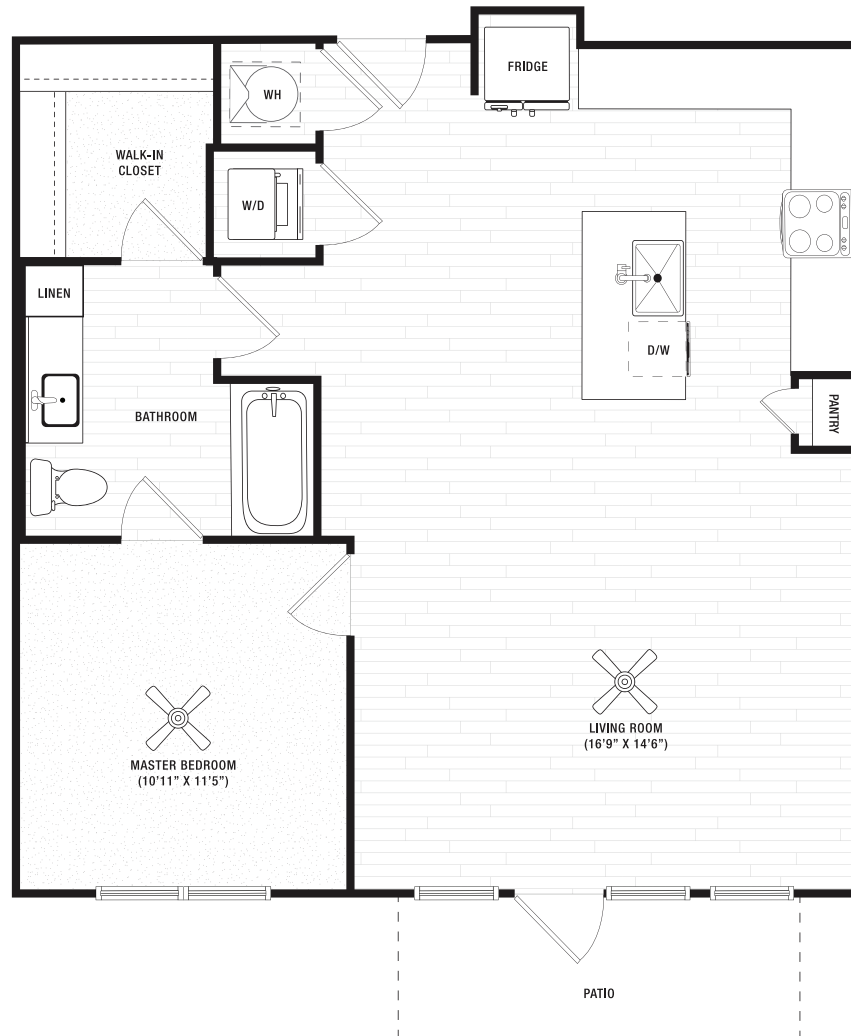 FRIDGE
WH
WALK-IN
CLOSET
W/D
LINEN
D/W
PANTRY
BATHROOM
LIVING ROOM
(16’9” X 14’6”)
MASTER BEDROOM
(10’11” X 11’5”)
PATIO